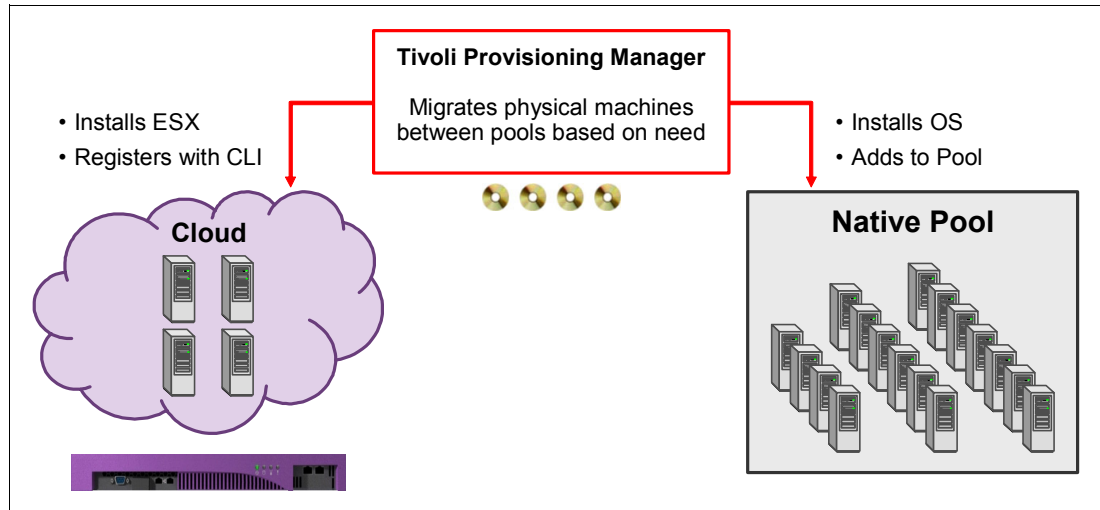 Tivoli Provisioning Manager
Migrates physical machines
between pools based on need
• Installs ESX
• Registers with CLI
• Installs OS
• Adds to Pool
Cloud
Native Pool